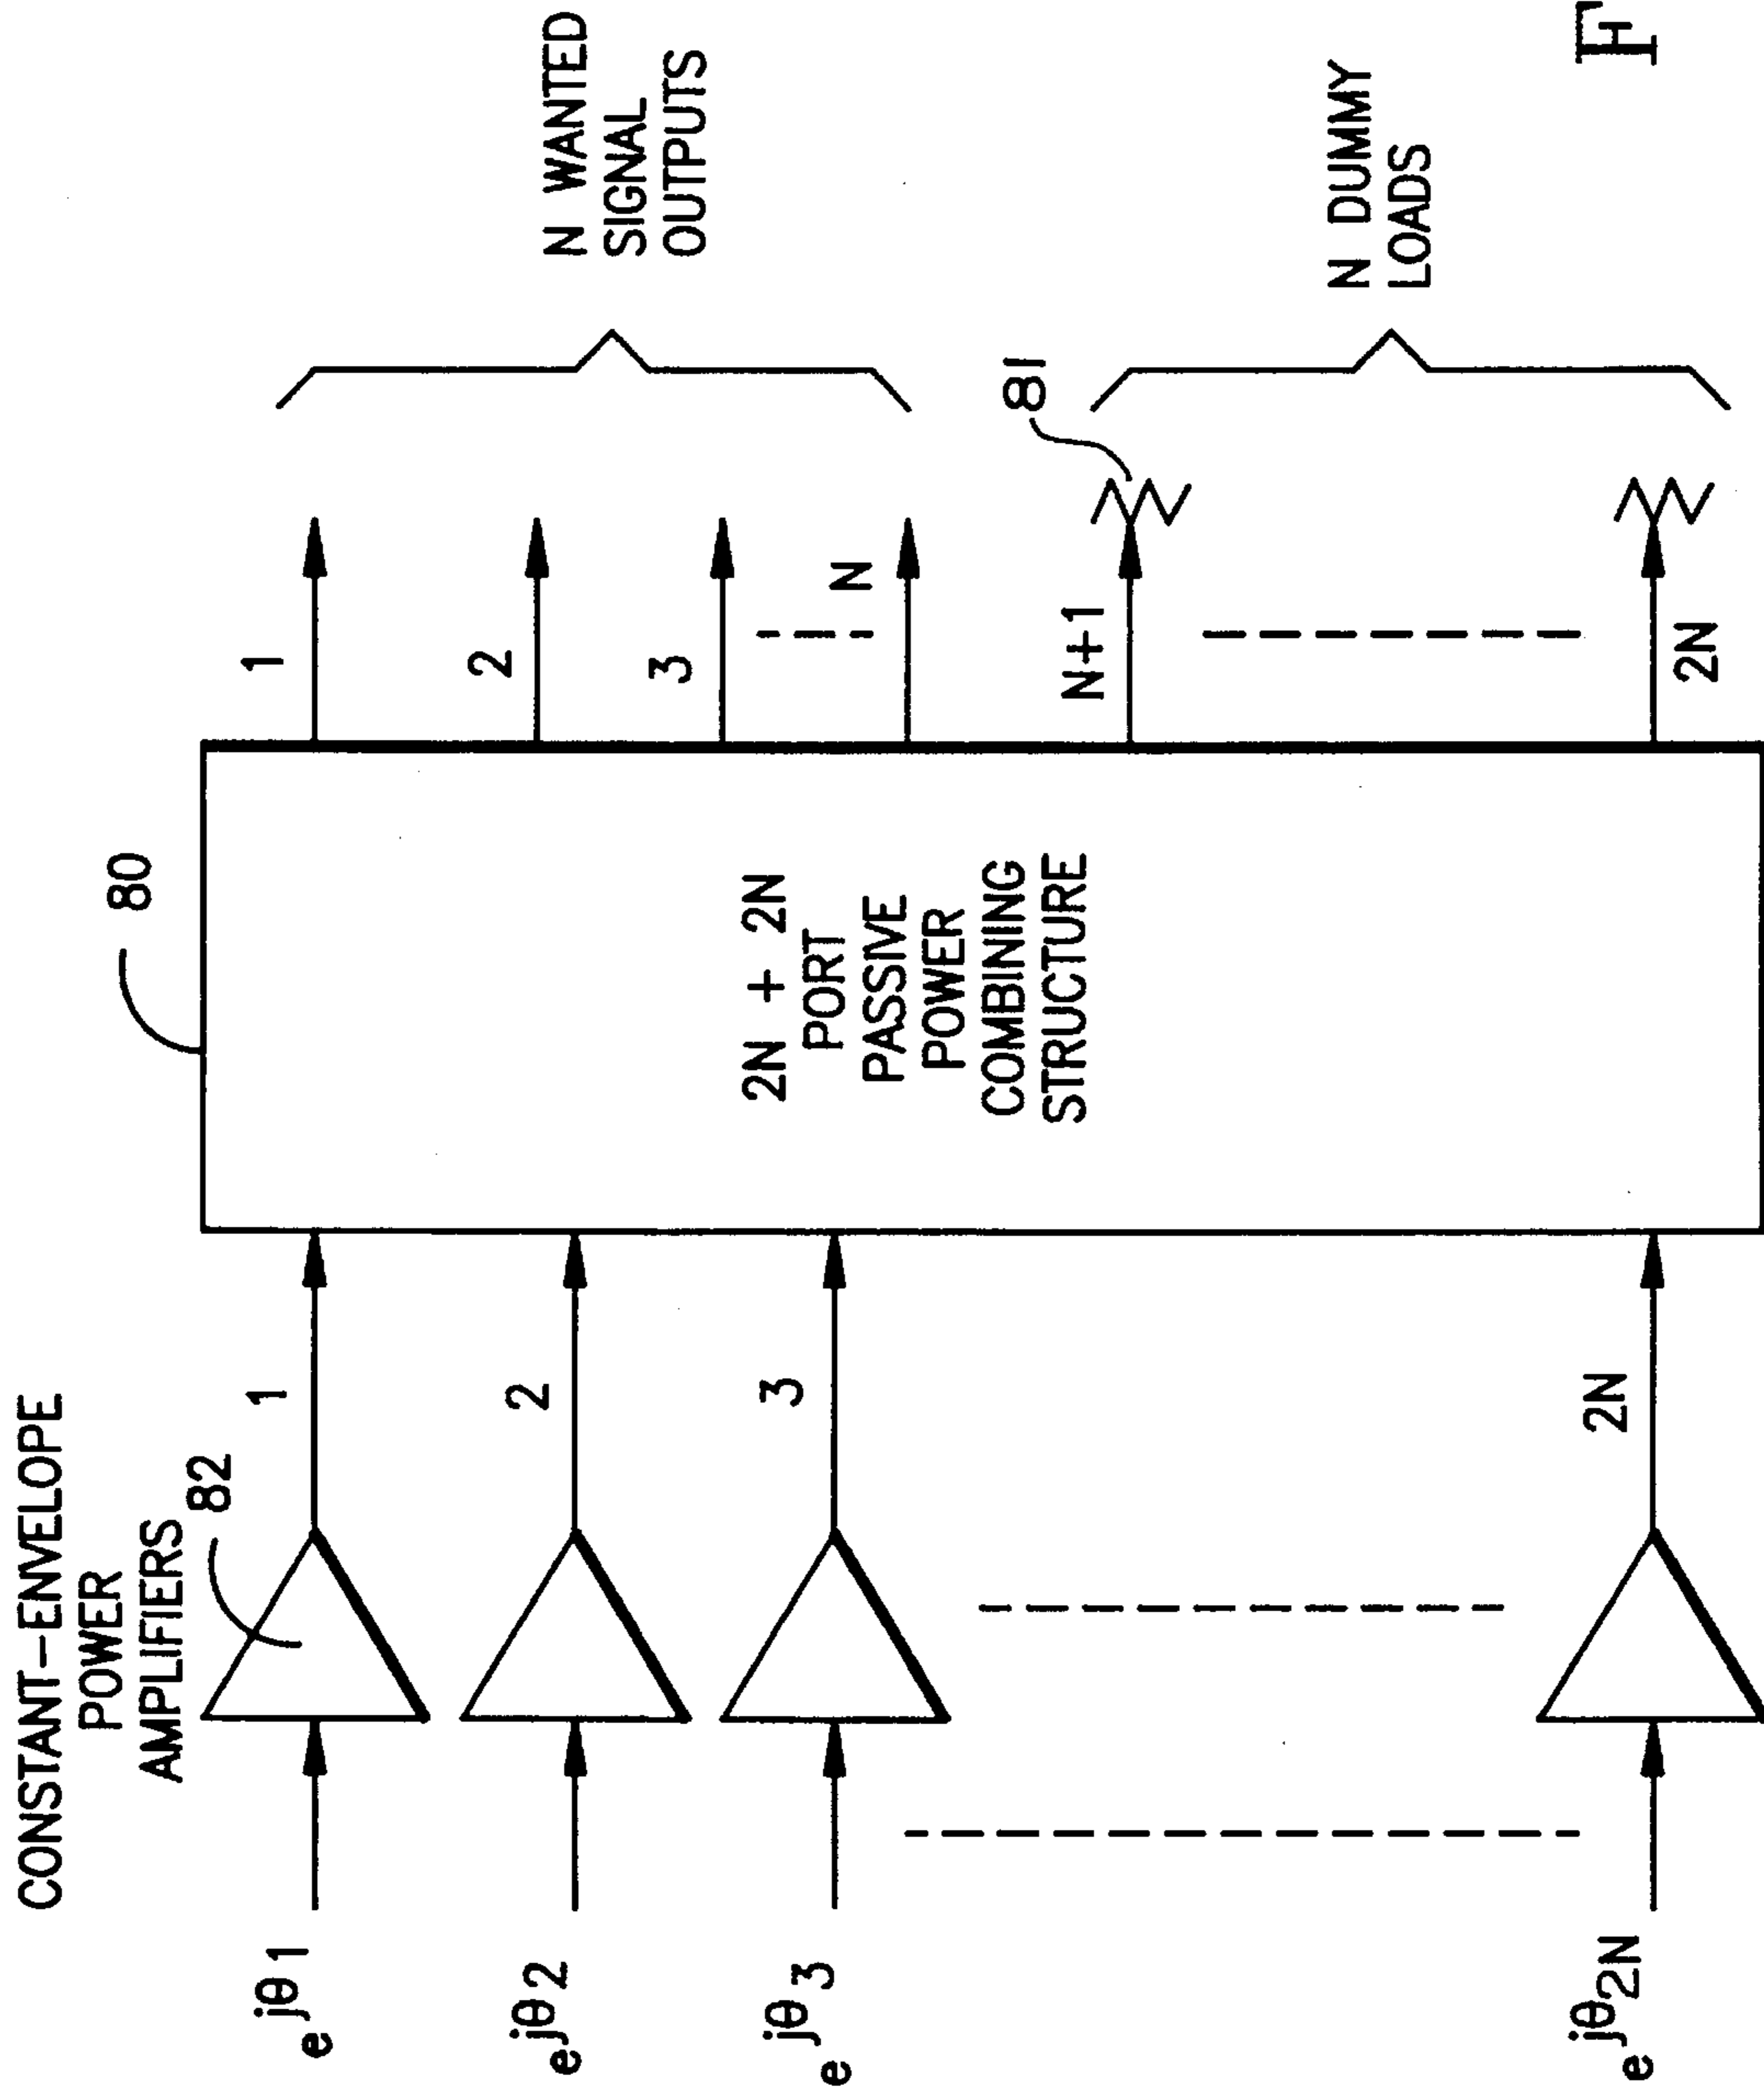 CONSTANT-ENVELOPE
POWER
AMPLIFIERS
82
80
e^jθ1
e^jθ2
e^jθ3
e^jθ2N
1
2
3
2N
2N + 2N
PORT
PASSIVE
POWER
COMBINING
STRUCTURE
1
2
3
N
N+1
2N
81
N WANTED
SIGNAL
OUTPUTS
N DUMMY
LOADS